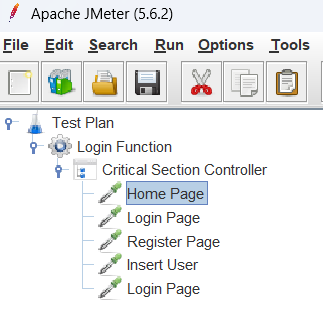 Apache JMeter (5.6.2)
File Edit Search Run Options Tools
Test Plan
Login Function
Critical Section Controller
Home Page
Login Page
Register Page
Insert User
Login Page